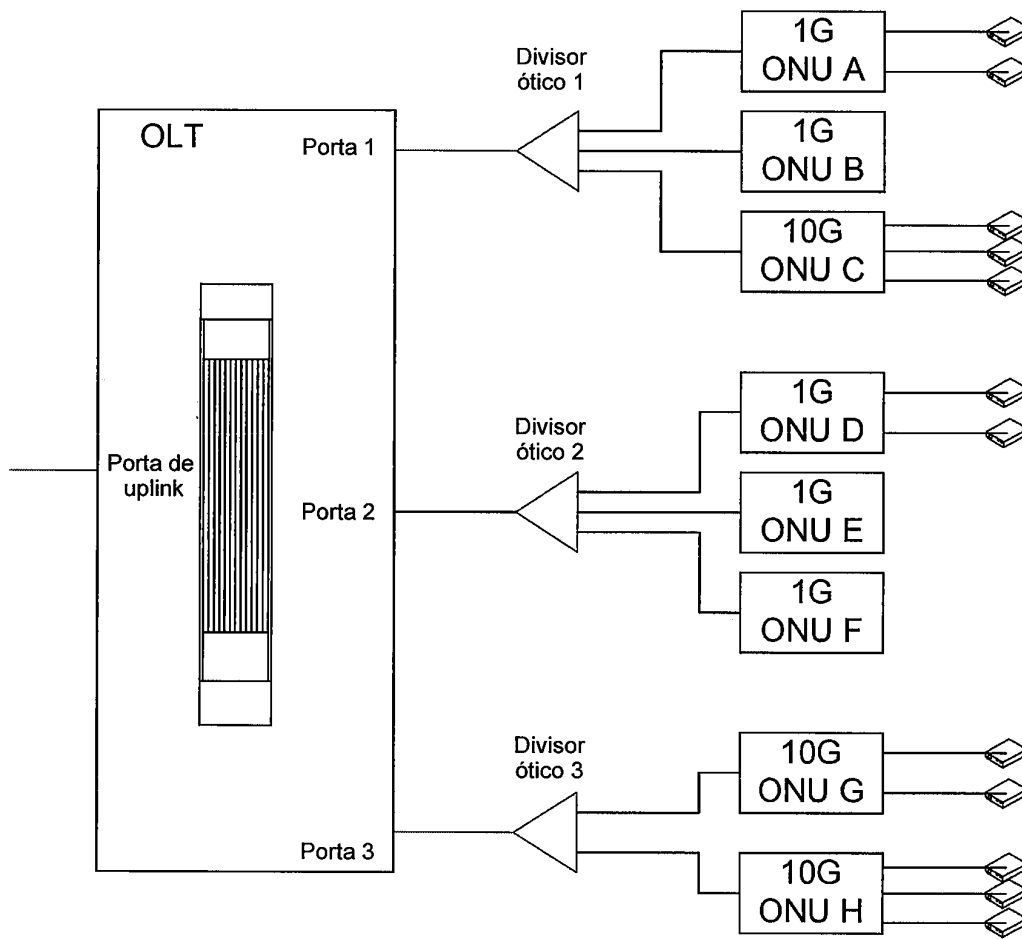 OLT
Porta de
uplink
Porta 1
Divisor
ótico 1
1G
ONU A
1G
ONU B
10G
ONU C
Porta 2
Divisor
ótico 2
1G
ONU D
1G
ONU E
1G
ONU F
Porta 3
Divisor
ótico 3
10G
ONU G
10G
ONU H